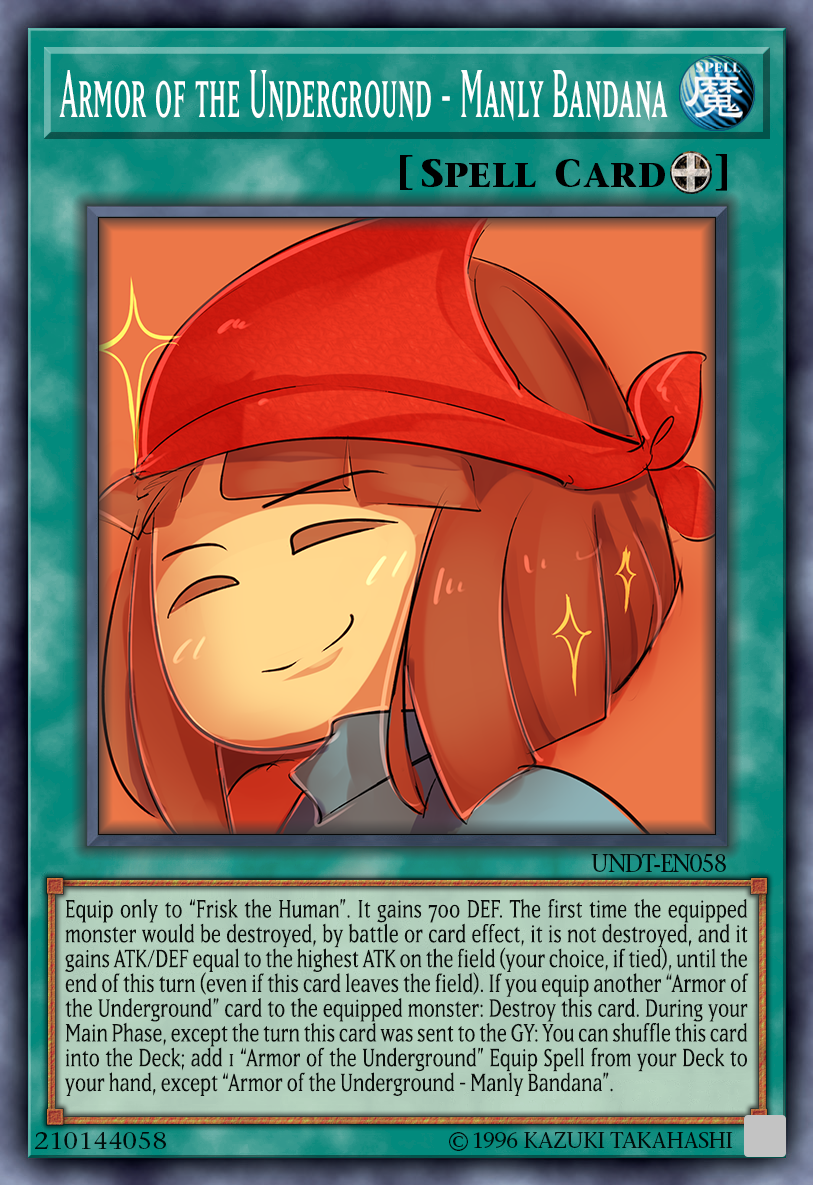 Armor of the Underground - Manly Bandana
SPELL
魔
[Spell Card]
UNDT-EN058
Equip only to “Frisk the Human”. It gains 700 DEF. The first time the equipped
monster would be destroyed, by battle or card effect, it is not destroyed, and it
gains ATK/DEF equal to the highest ATK on the field (your choice, if tied), until the
end of this turn (even if this card leaves the field). If you equip another “Armor of
the Underground” card to the equipped monster: Destroy this card. During your
Main Phase, except the turn this card was sent to the GY: You can shuffle this card
into the Deck; add 1 “Armor of the Underground” Equip Spell from your Deck to
your hand, except “Armor of the Underground - Manly Bandana”.
210144058
© 1996 KAZUKI TAKAHASHI